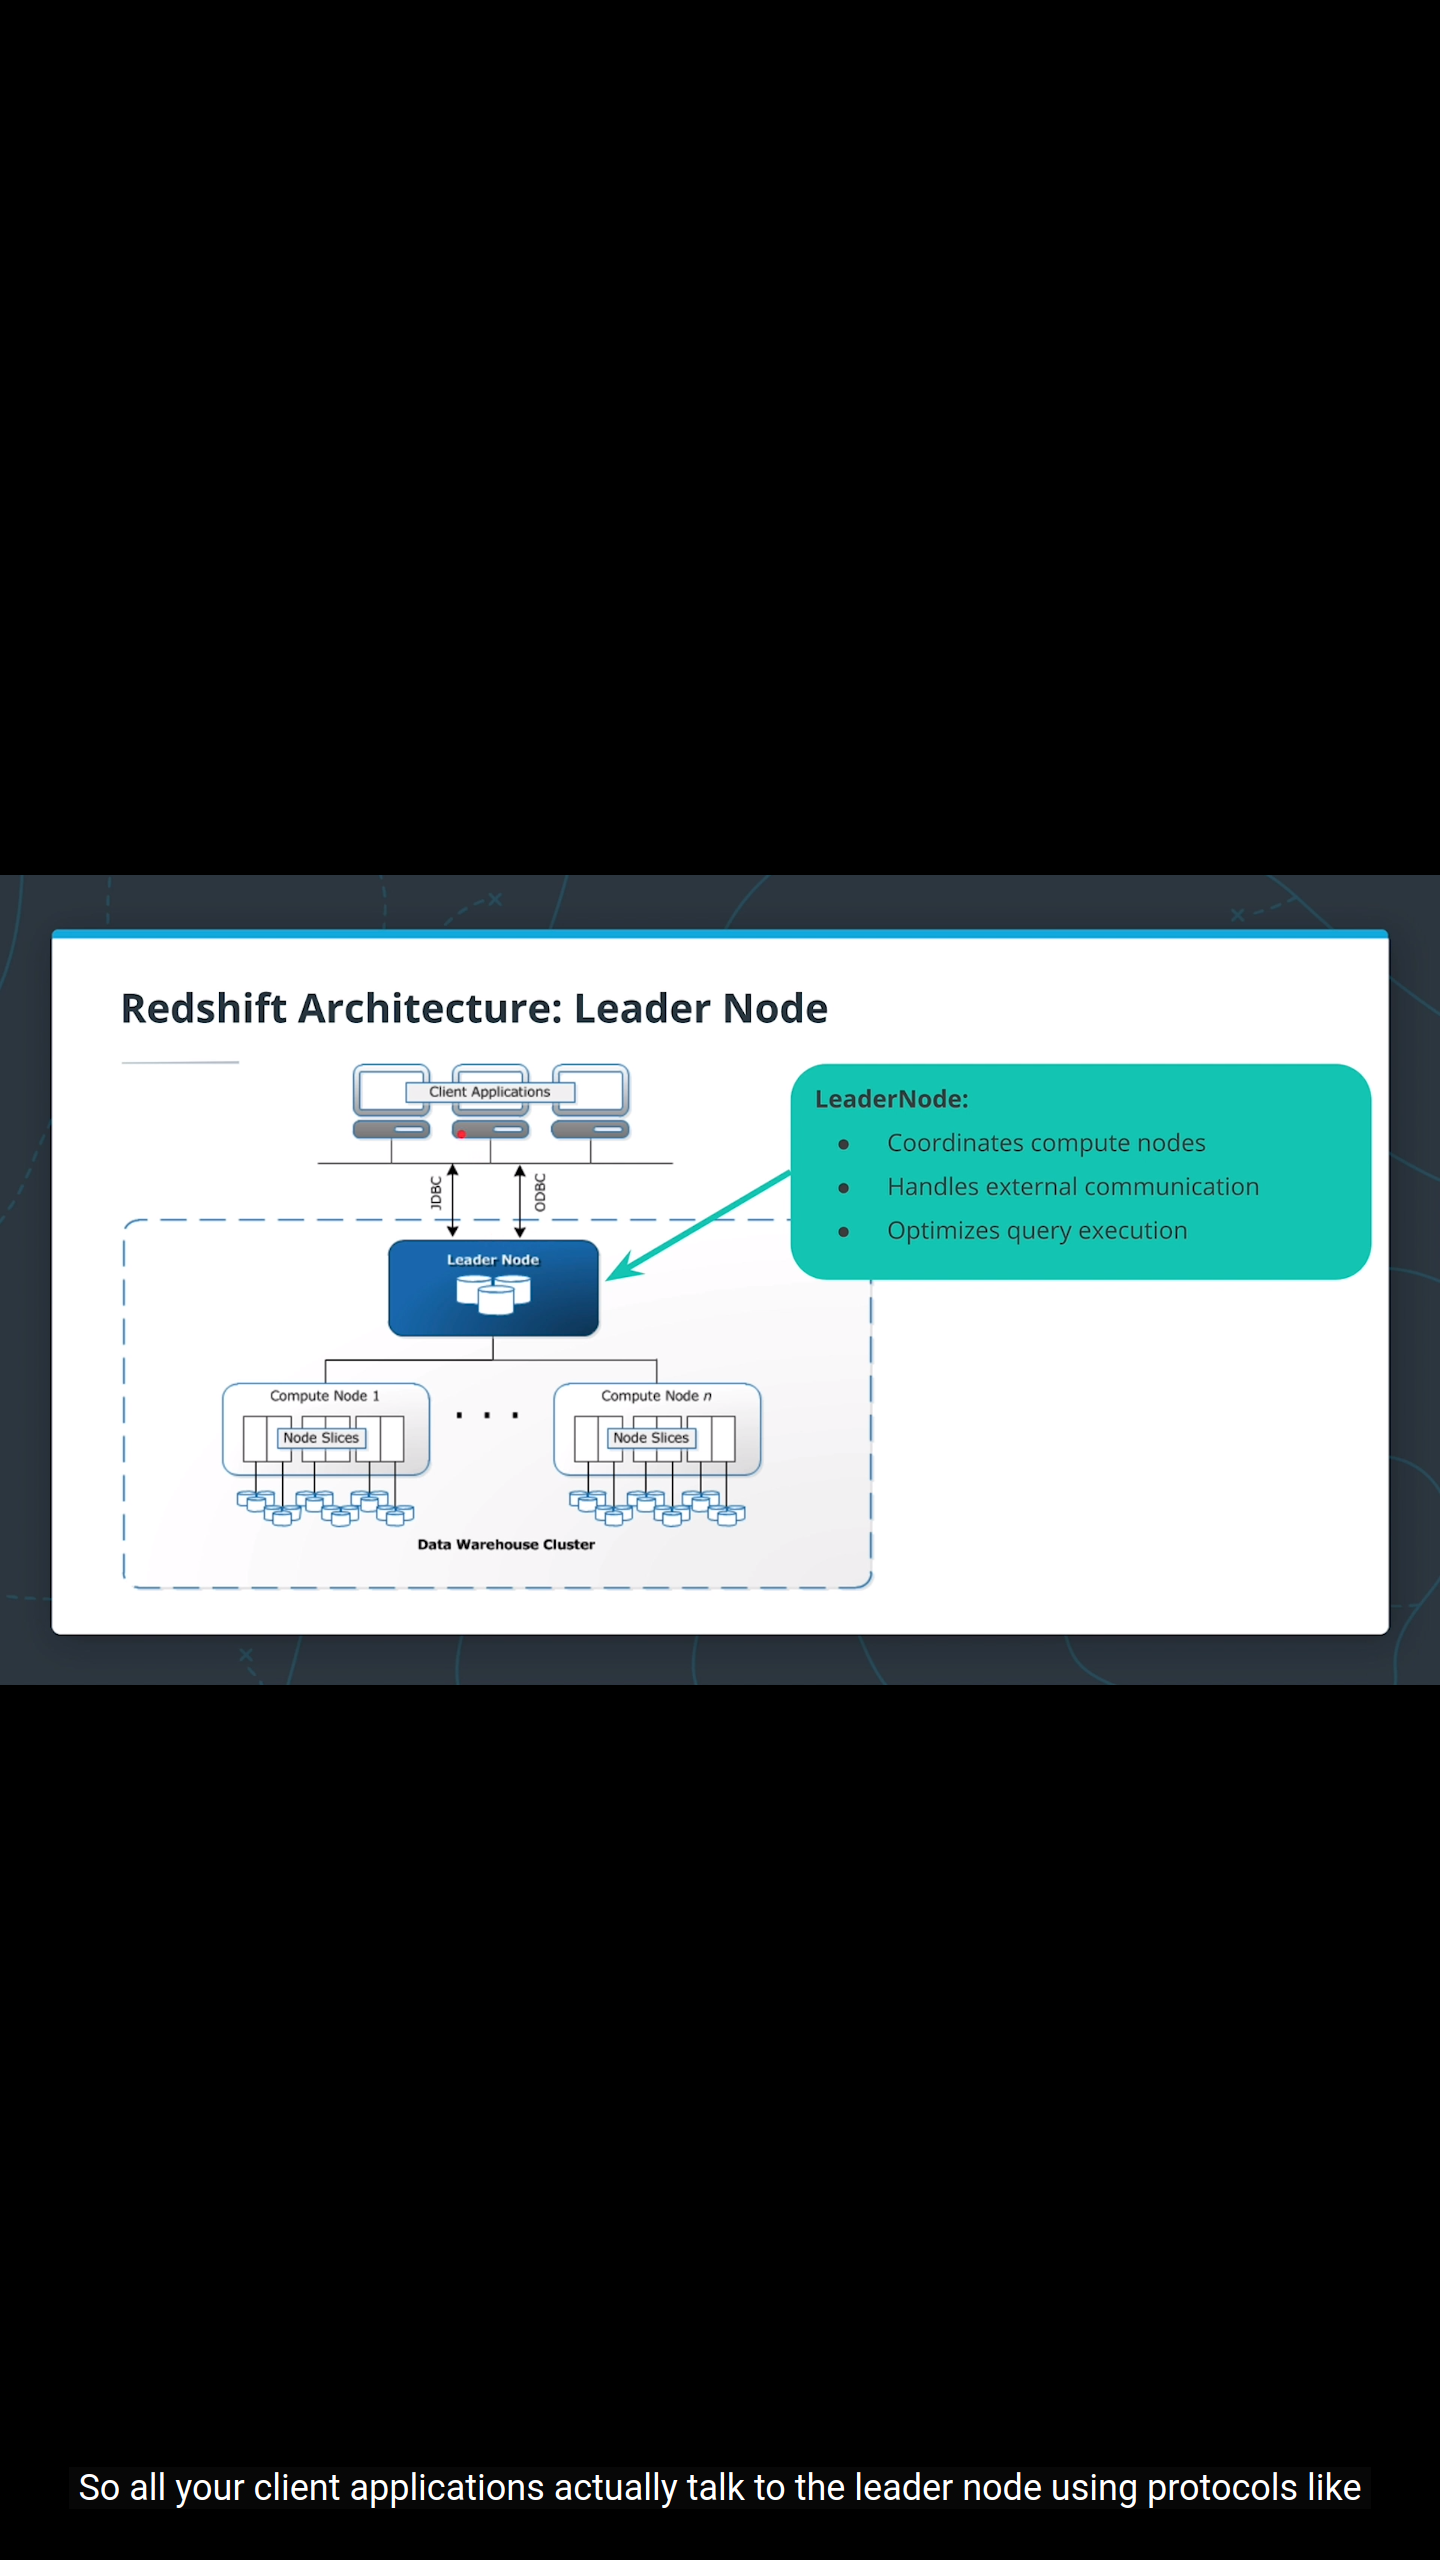 Redshift Architecture: Leader Node
Client Applications
JDBC
ODBC
LeaderNode:
● Coordinates compute nodes
● Handles external communication
● Optimizes query execution
Leader Node
Compute Node 1
Node Slices
. . .
Compute Node n
Node Slices
Data Warehouse Cluster
So all your client applications actually talk to the leader node using protocols like